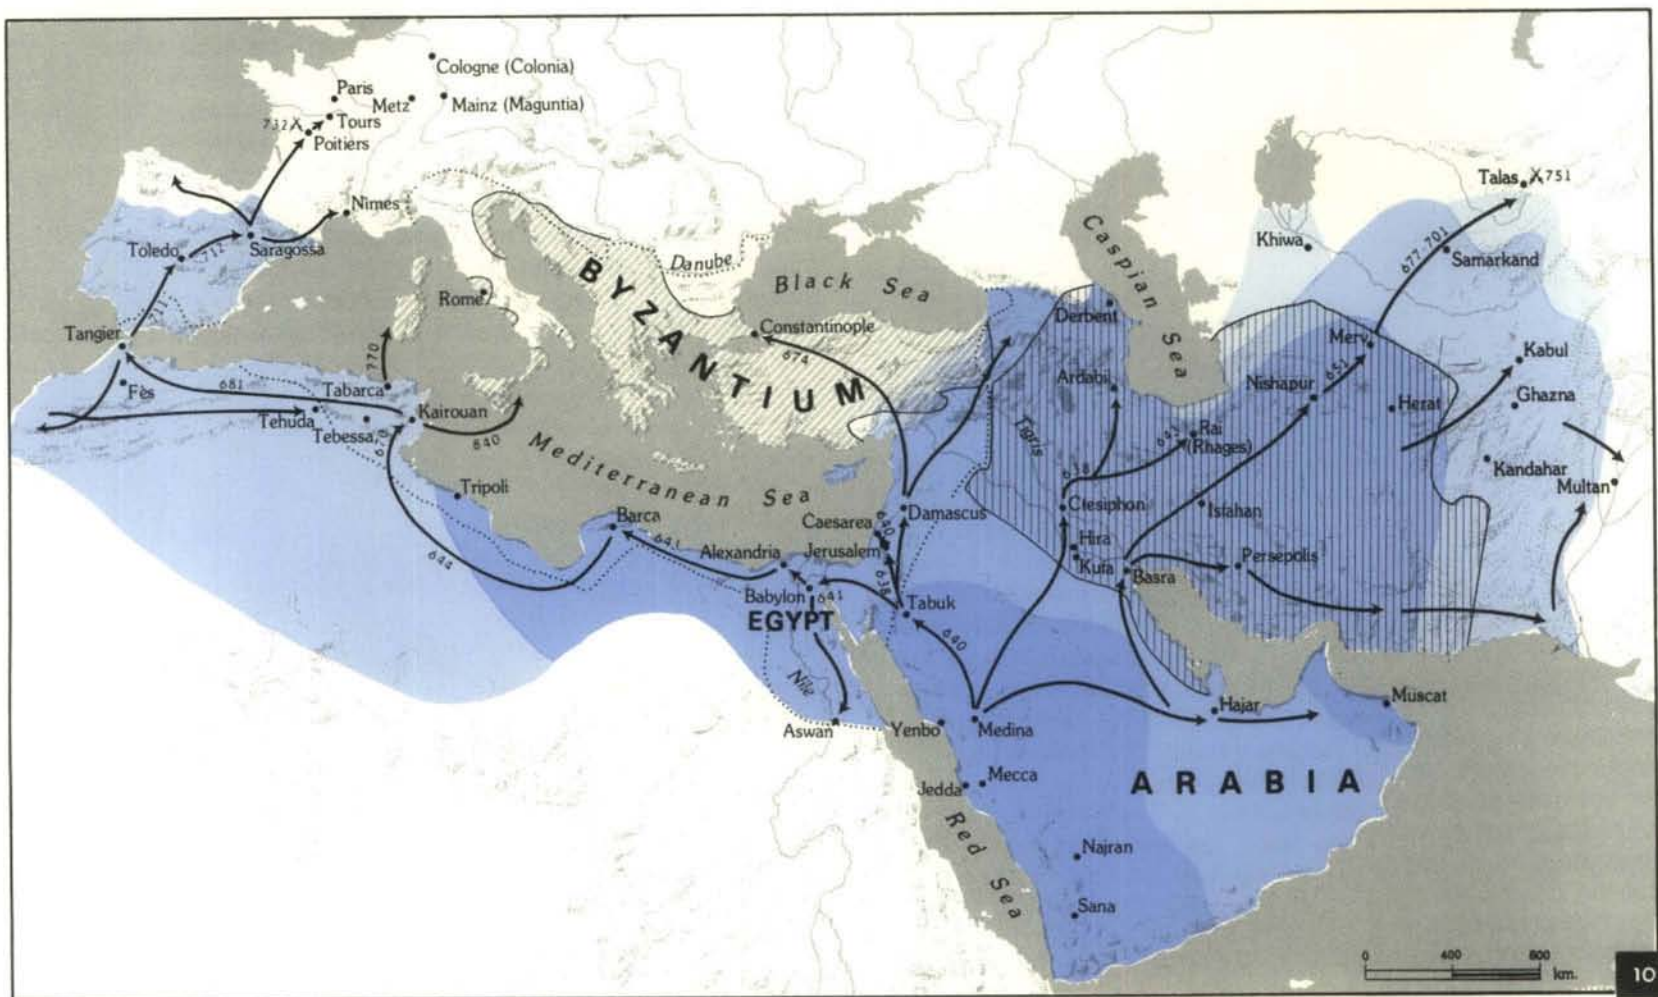 Cologne (Colonia)
Paris
Metz
Mainz (Maguntia)
732
Tours
Poitiers
Nimes
Toledo
712
Saragossa
711
Tangier
Fès
681
Tabarca
770
Tehuda
Tebessa
Kairouan
670
640
Rome
Danube
BYZANTIUM
Black Sea
Constantinople
674
Caspian Sea
Derbent
Ardabil
Khiwa
Talas
751
677-701
Samarkand
Merv
651
Nishapur
Herat
Kabul
Ghazna
Kandahar
Multan
Tigris
641
Rai
(Rhages)
638
Ctesiphon
Isfahan
Hira
Kufa
Basra
Persepolis
Mediterranean Sea
Tripoli
Barca
644
641
Alexandria
Caesarea
640
Damascus
Jerusalem
638
Babylon
641
EGYPT
Tabuk
640
Nile
Aswan
Yenbo
Medina
Hajar
Muscat
Jedda
Mecca
ARABIA
Red Sea
Najran
Sana
0 400 800
km.
10